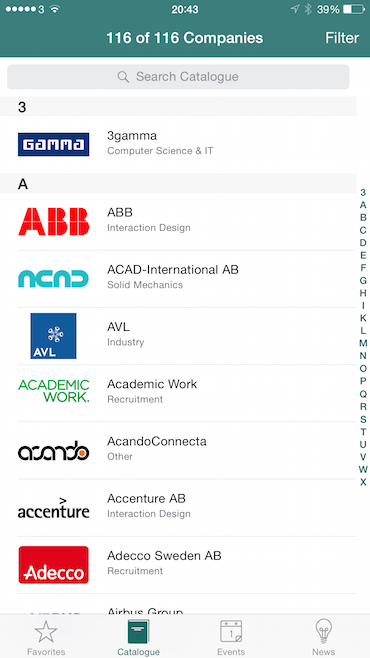 3 20:43 39%
116 of 116 Companies Filter
Search Catalogue
3
GAMMA
3gamma
Computer Science & IT
A
ABB
ABB
Interaction Design
ACAD
ACAD-International AB
Solid Mechanics
AVL
AVL
Industry
ACADEMIC
WORK.
Academic Work
Recruitment
acando
AcandoConnecta
Other
accenture
Accenture AB
Interaction Design
Adecco
Adecco Sweden AB
Recruitment
Airbus Group
3
A
B
C
D
E
F
G
H
I
K
L
M
N
O
P
Q
R
S
T
U
V
W
X
1
Favorites Catalogue Events News